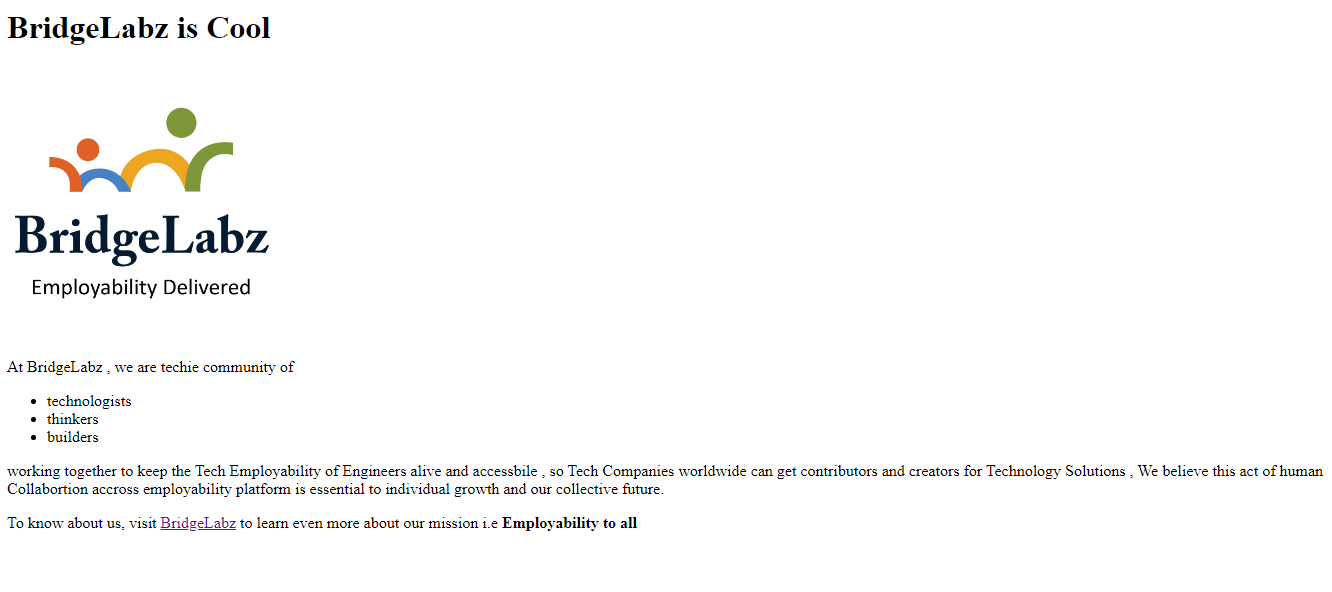 BridgeLabz is Cool
BridgeLabz
Employability Delivered
At BridgeLabz , we are techie community of
technologists
thinkers
builders
working together to keep the Tech Employability of Engineers alive and accessbile , so Tech Companies worldwide can get contributors and creators for Technology Solutions , We believe this act of human
Collabortion accross employability platform is essential to individual growth and our collective future.
To know about us, visit BridgeLabz to learn even more about our mission i.e Employability to all